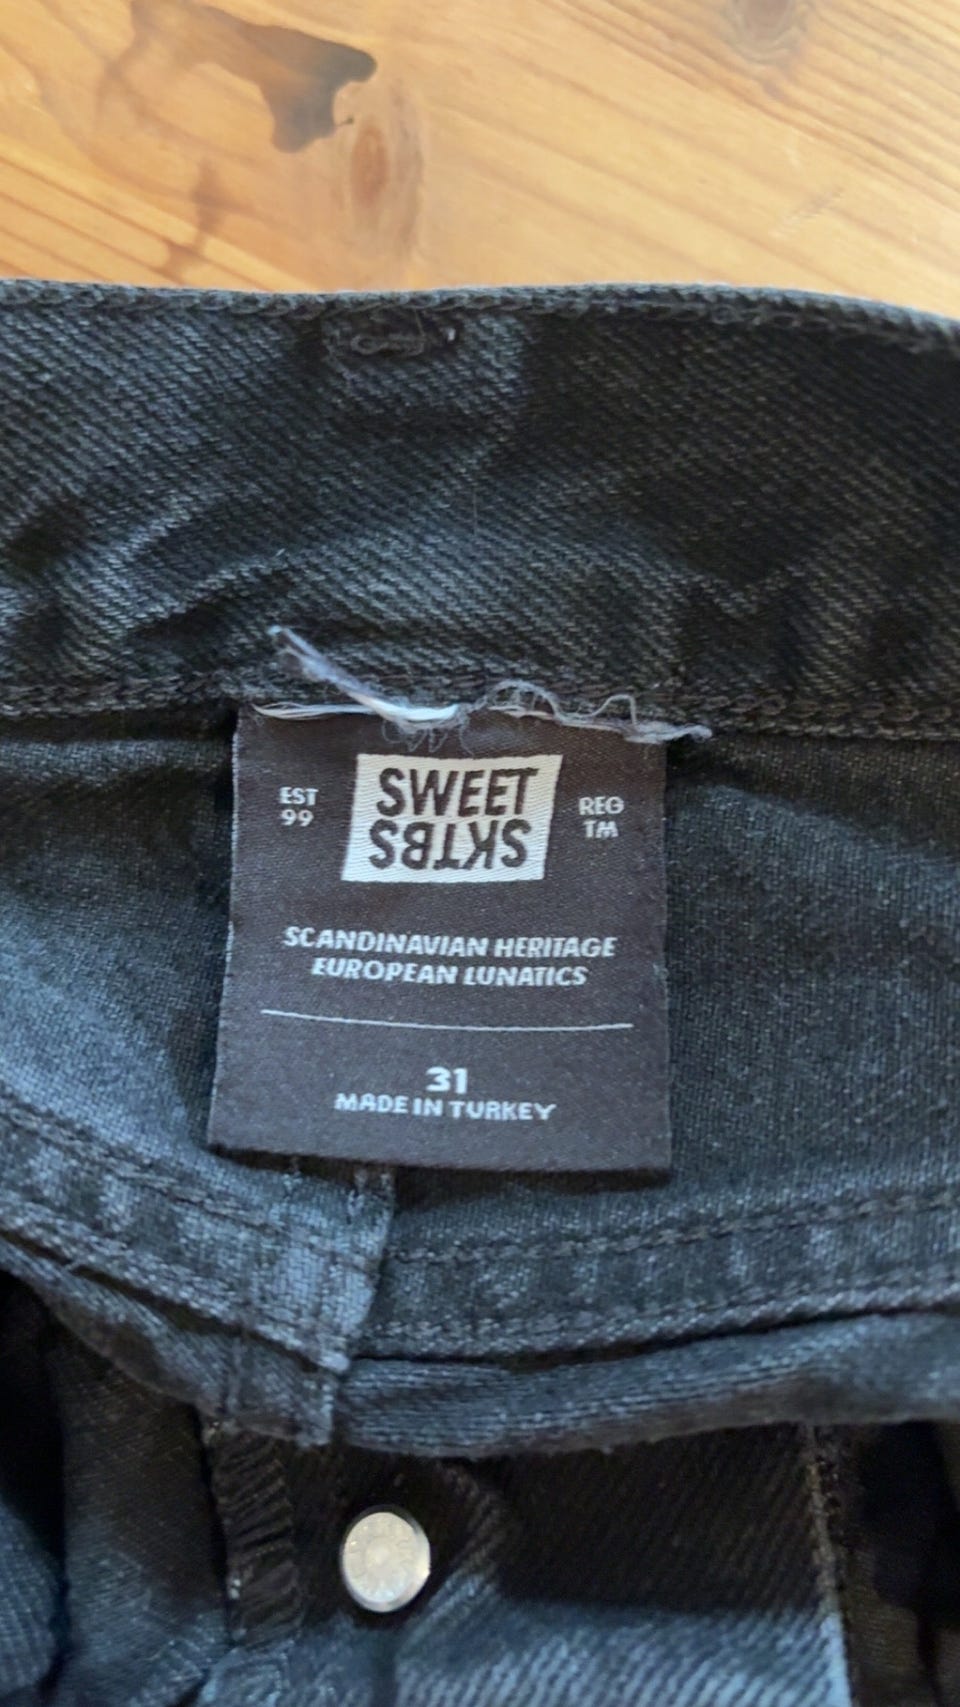 EST
99
SWEET
SKTBS
REG
TM
SCANDINAVIAN HERITAGE
EUROPEAN LUNATICS
31
MADE IN TURKEY